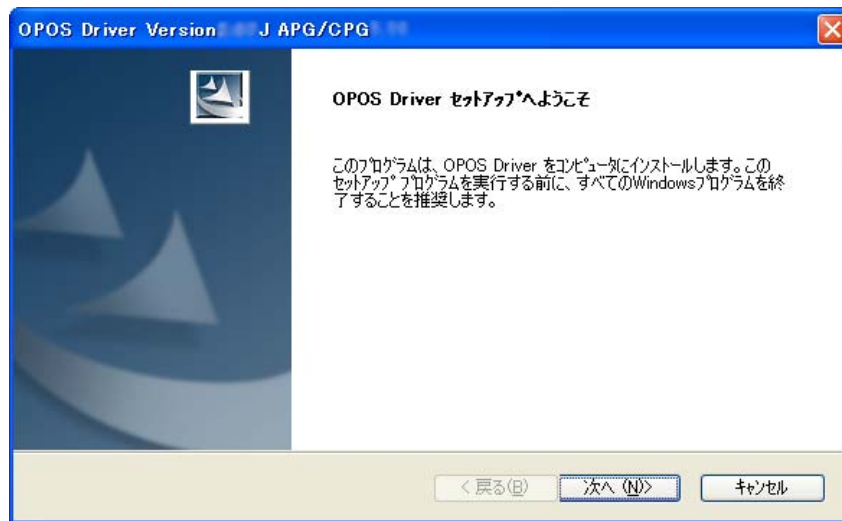 OPOS Driver Version J APG/CPG
OPOS Driver ｾｯﾄｱｯﾌﾟへようこそ
このﾌﾟﾛｸﾞﾗﾑは、OPOS Driver をｺﾝﾋﾟｭｰﾀにｲﾝｽﾄｰﾙします。この
ｾｯﾄｱｯﾌﾟ ﾌﾟﾛｸﾞﾗﾑを実行する前に、すべてのWindowsﾌﾟﾛｸﾞﾗﾑを終
了することを推奨します。
< 戻る(B)
次へ (N)>
ｷｬﾝｾﾙ